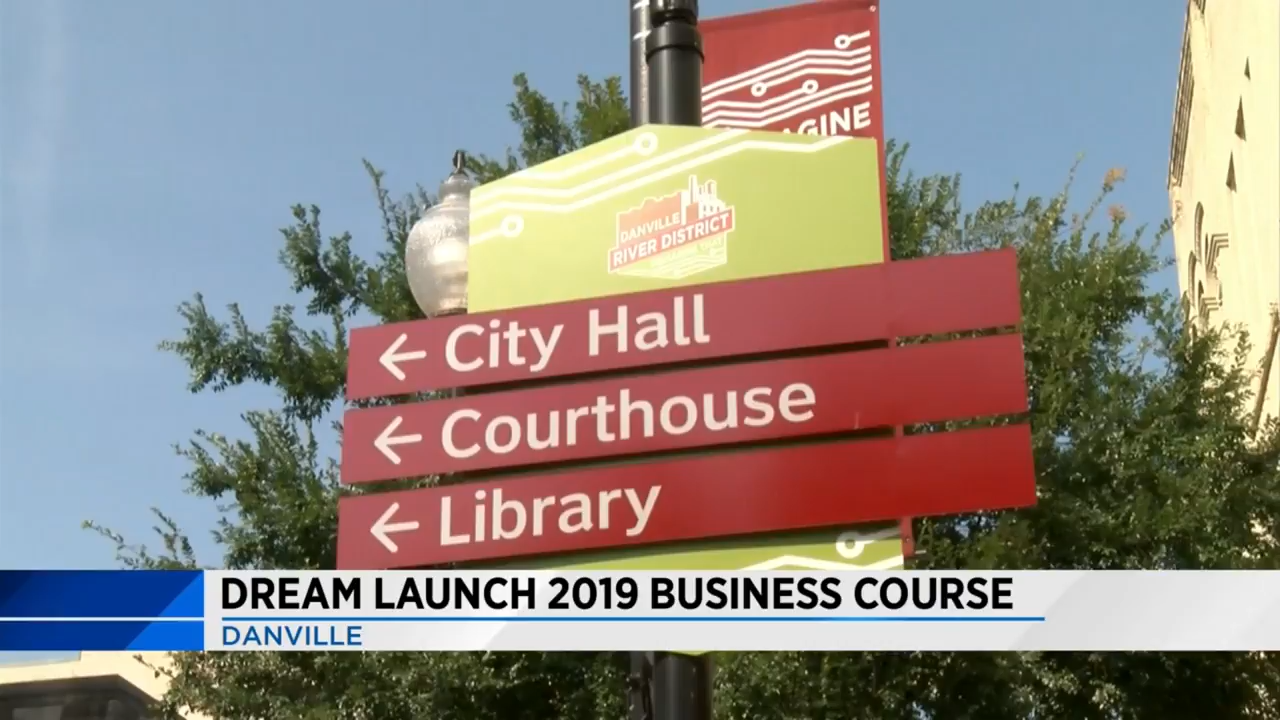 AGINE
DANVILLE
RIVER DISTRICT
← City Hall
← Courthouse
← Library
DREAM LAUNCH 2019 BUSINESS COURSE
DANVILLE